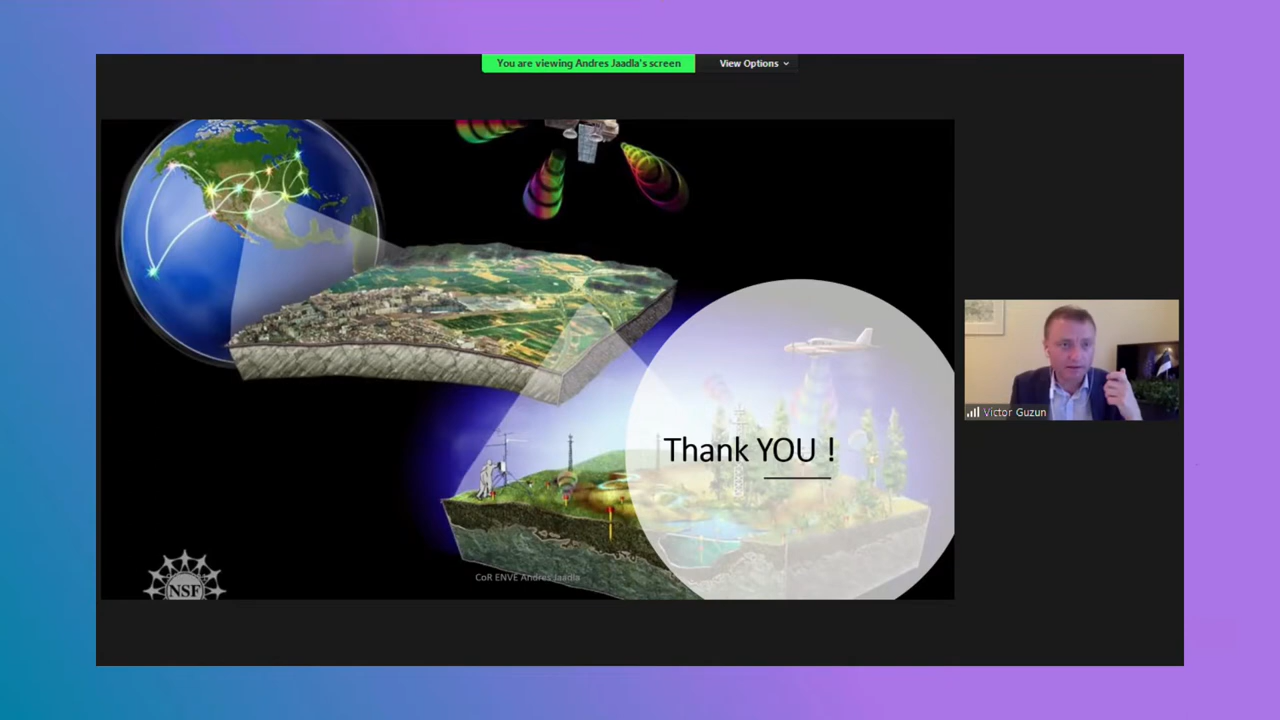 You are viewing Andres Jaadla's screen
View Options
Thank YOU !
Victor Guzun
CoR ENVE Andres Jaadla
NSF